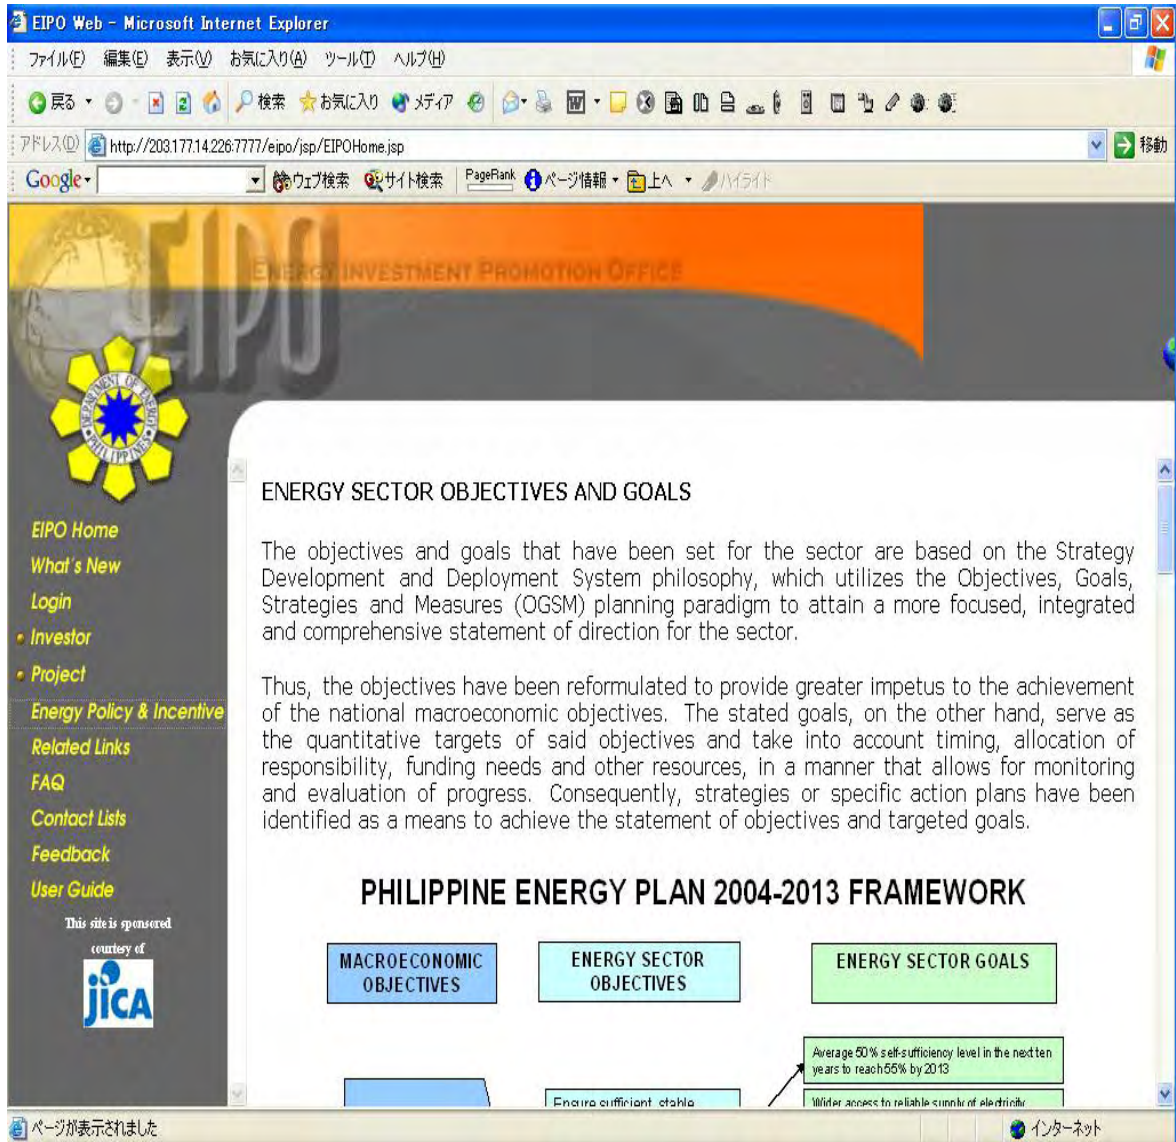 EIPO Web - Microsoft Internet Explorer
ファイル(F) 編集(E) 表示(V) お気に入り(A) ツール(T) ヘルプ(H)
戻る 検索 お気に入り メディア
アドレス(D) http://203.177.14.226:7777/eipo/jsp/EIPOHome.jsp 移動
Google ウェブ検索 サイト検索 PageRank ページ情報 上へ ハイライト
EIPO
ENERGY INVESTMENT PROMOTION OFFICE
DEPARTMENT OF ENERGY
PHILIPPINES
EIPO Home
What's New
Login
Investor
Project
Energy Policy & Incentive
Related Links
FAQ
Contact Lists
Feedback
User Guide
This site is sponsored
courtesy of
jICA
ENERGY SECTOR OBJECTIVES AND GOALS
The objectives and goals that have been set for the sector are based on the Strategy
Development and Deployment System philosophy, which utilizes the Objectives, Goals,
Strategies and Measures (OGSM) planning paradigm to attain a more focused, integrated
and comprehensive statement of direction for the sector.
Thus, the objectives have been reformulated to provide greater impetus to the achievement
of the national macroeconomic objectives. The stated goals, on the other hand, serve as
the quantitative targets of said objectives and take into account timing, allocation of
responsibility, funding needs and other resources, in a manner that allows for monitoring
and evaluation of progress. Consequently, strategies or specific action plans have been
identified as a means to achieve the statement of objectives and targeted goals.
PHILIPPINE ENERGY PLAN 2004-2013 FRAMEWORK
MACROECONOMIC
OBJECTIVES
ENERGY SECTOR
OBJECTIVES
ENERGY SECTOR GOALS
Average 50% self-sufficiency level in the next ten
years to reach 55% by 2013
Ensure sufficient, stable
Wider access to reliable supply of electricity
ページが表示されました
インターネット